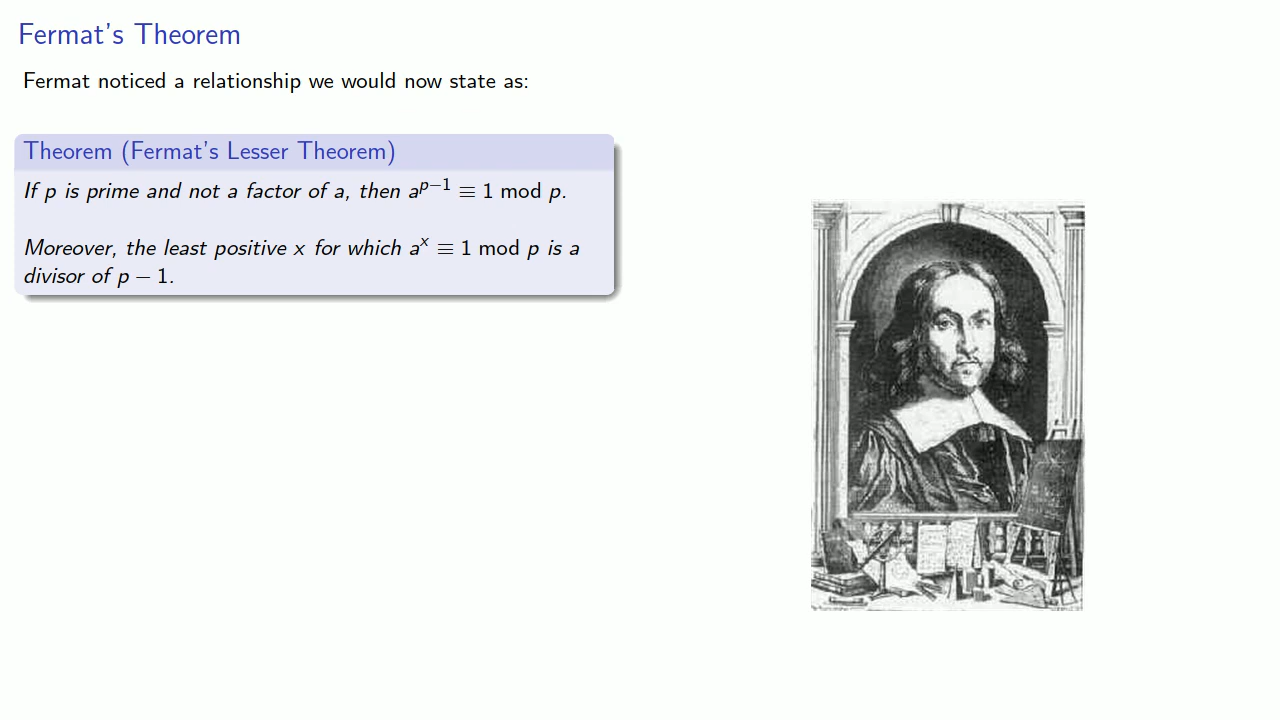 Fermat's Theorem
Fermat noticed a relationship we would now state as:
Theorem (Fermat's Lesser Theorem)
If p is prime and not a factor of a, then a^{p−1} ≡ 1 mod p.
Moreover, the least positive x for which a^x ≡ 1 mod p is a
divisor of p − 1.